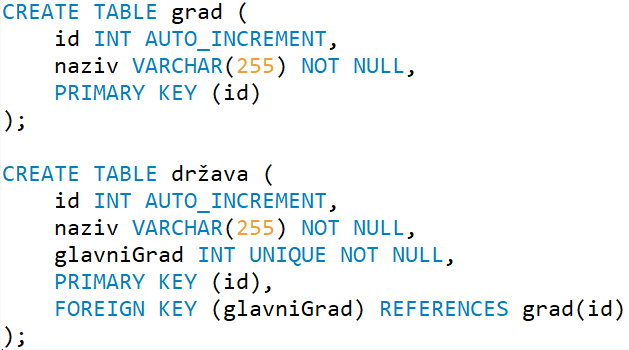 CREATE TABLE grad (
    id INT AUTO_INCREMENT,
    naziv VARCHAR(255) NOT NULL,
    PRIMARY KEY (id)
);

CREATE TABLE država (
    id INT AUTO_INCREMENT,
    naziv VARCHAR(255) NOT NULL,
    glavniGrad INT UNIQUE NOT NULL,
    PRIMARY KEY (id),
    FOREIGN KEY (glavniGrad) REFERENCES grad(id)
);